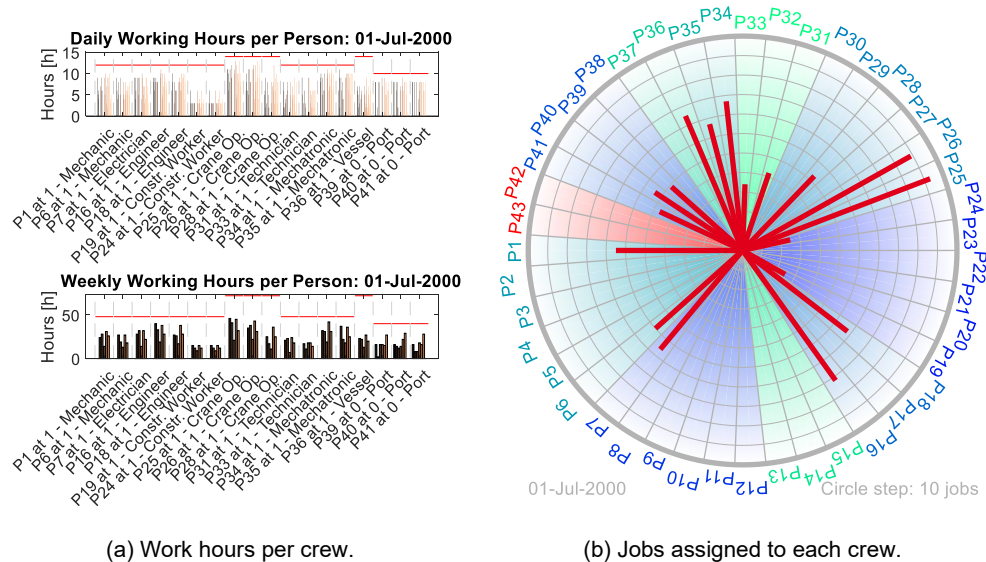 Daily Working Hours per Person: 01-Jul-2000
Hours [h]
15
10
5
0
P1 at 1 - Mechanic
P6 at 1 - Mechanic
P7 at 1 - Electrician
P16 at 1 - Engineer
P18 at 1 - Engineer
P19 at 1 - Constr. Worker
P24 at 1 - Constr. Worker
P25 at 1 - Crane Op.
P26 at 1 - Crane Op.
P28 at 1 - Crane Op.
P31 at 1 - Technician
P33 at 1 - Technician
P34 at 1 - Mechatronic
P35 at 1 - Mechatronic
P36 at 1 - Vessel
P39 at 0 - Port
P40 at 0 - Port
P41 at 0 - Port
Weekly Working Hours per Person: 01-Jul-2000
Hours [h]
50
0
P1 at 1 - Mechanic
P6 at 1 - Mechanic
P7 at 1 - Electrician
P16 at 1 - Engineer
P18 at 1 - Engineer
P19 at 1 - Constr. Worker
P24 at 1 - Constr. Worker
P25 at 1 - Crane Op.
P26 at 1 - Crane Op.
P28 at 1 - Crane Op.
P31 at 1 - Technician
P33 at 1 - Technician
P34 at 1 - Mechatronic
P35 at 1 - Mechatronic
P36 at 0 - Vessel
P39 at 0 - Port
P40 at 0 - Port
P41 at 0 - Port
(a) Work hours per crew.
P1
P2
P3
P4
P5
P6
P7
P8
P9
P10
P11
P12
P13
P14
P15
P16
P17
P18
P19
P20
P21
P22
P23
P24
P25
P26
P27
P28
P29
P30
P31
P32
P33
P34
P35
P36
P37
P38
P39
P40
P41
P42
P43
01-Jul-2000
Circle step: 10 jobs
(b) Jobs assigned to each crew.